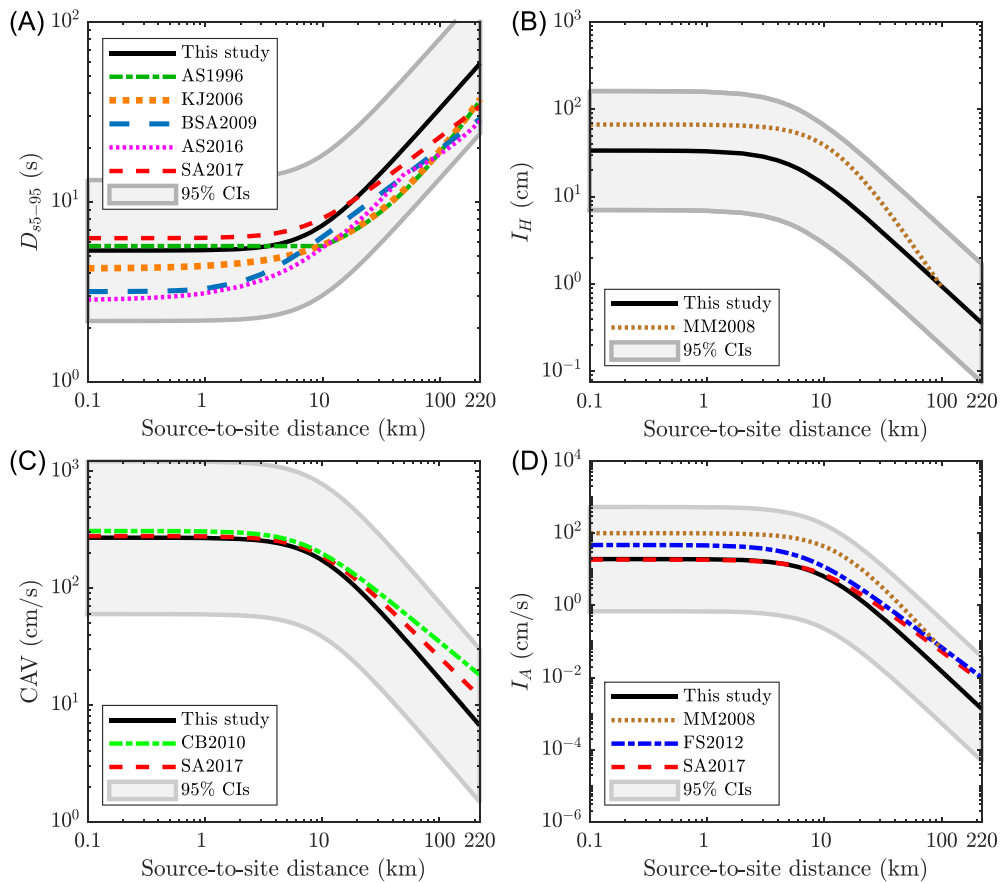 (A)
10^2
10^1
10^0
D_{s5−95} (s)
This study
AS1996
KJ2006
BSA2009
AS2016
SA2017
95% CIs
0.1 1 10 100 220
Source-to-site distance (km)
(B)
10^2
10^1
10^0
10^{-1}
I_H (cm)
This study
MM2008
95% CIs
0.1 1 10 100 220
Source-to-site distance (km)
(C)
10^3
10^2
10^1
10^0
CAV (cm/s)
This study
CB2010
SA2017
95% CIs
0.1 1 10 100 220
Source-to-site distance (km)
(D)
10^4
10^2
10^0
10^{-2}
10^{-4}
10^{-6}
I_A (cm/s)
This study
MM2008
FS2012
SA2017
95% CIs
0.1 1 10 100 220
Source-to-site distance (km)